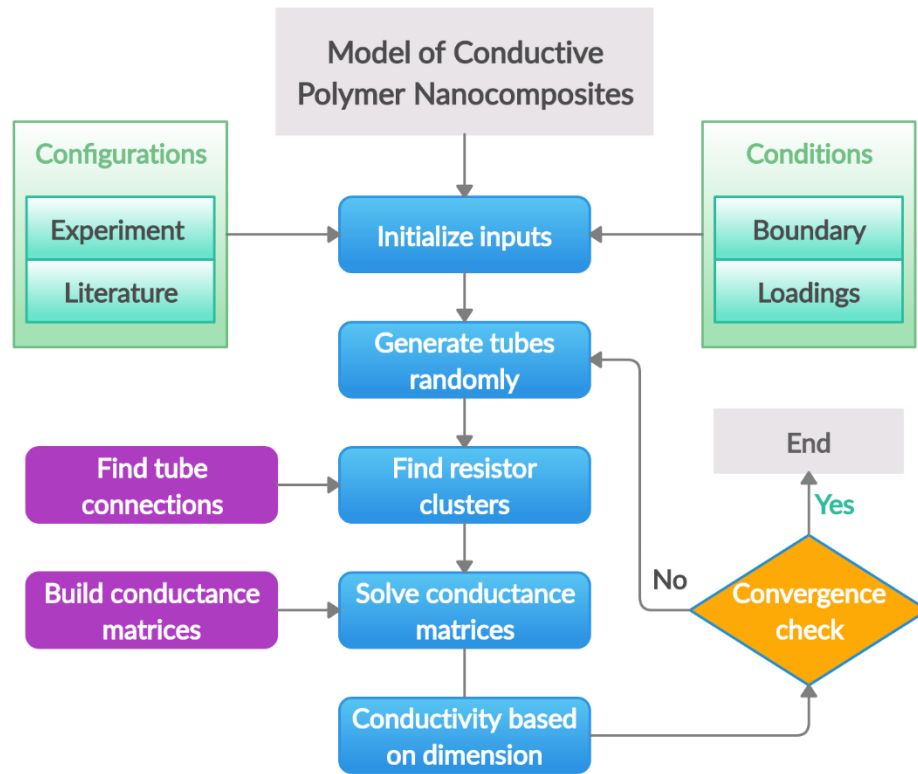 Model of Conductive
Polymer Nanocomposites
Configurations
Experiment
Literature
Conditions
Boundary
Loadings
Initialize inputs
Generate tubes
randomly
Find tube
connections
Find resistor
clusters
End
Yes
No
Convergence
check
Build conductance
matrices
Solve conductance
matrices
Conductivity based
on dimension